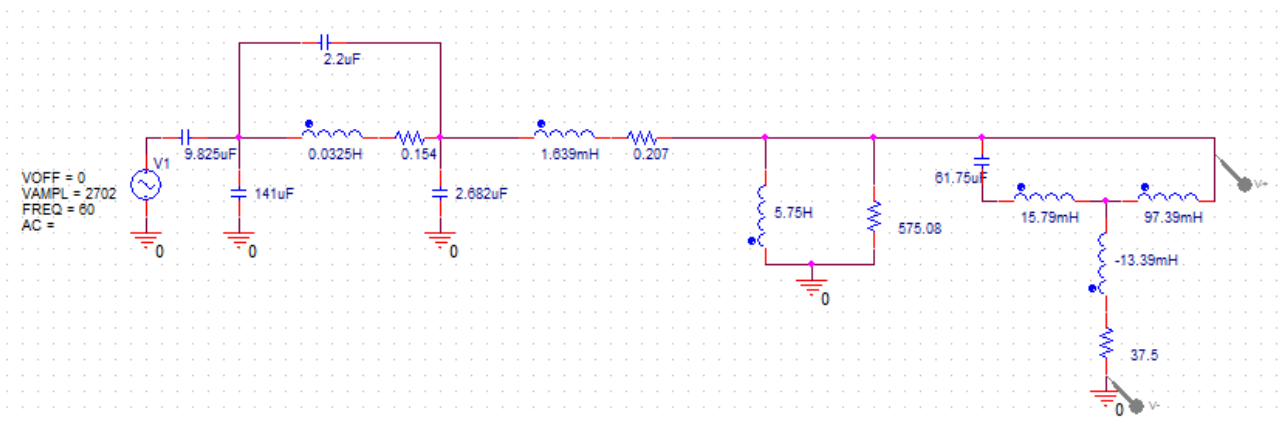 2.2uF
9.825uF
0.0325H
0.154
1.639mH
0.207
V1
VOFF = 0
VAMPL = 2702
FREQ = 60
AC =
141uF
2.682uF
61.75uF
V+
5.75H
575.08
15.79mH
97.39mH
0
0
0
-13.39mH
0
37.5
0
V-